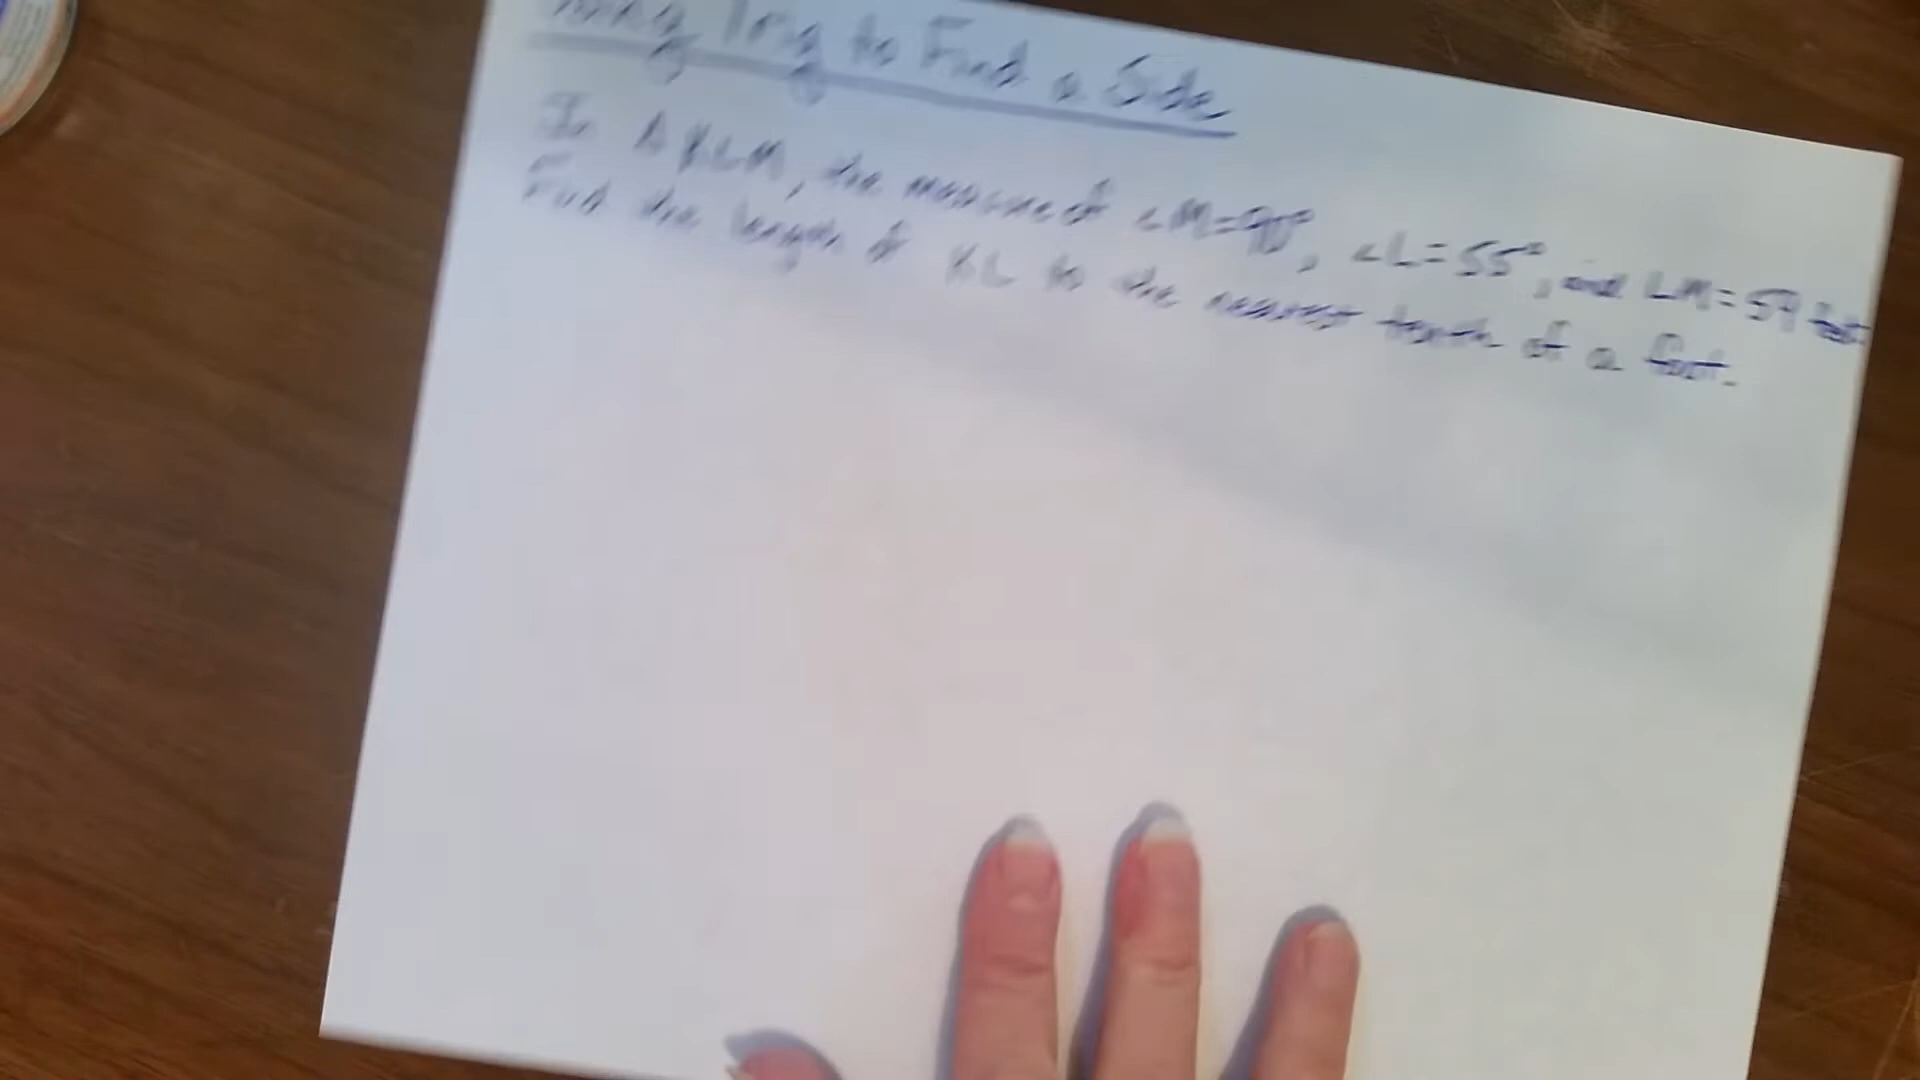 Using Trig to Find a Side
In Δ KLM, the measure of ∠M=90°, ∠L=55°, and LM=59 feet.
Find the length of KL to the nearest tenth of a foot.